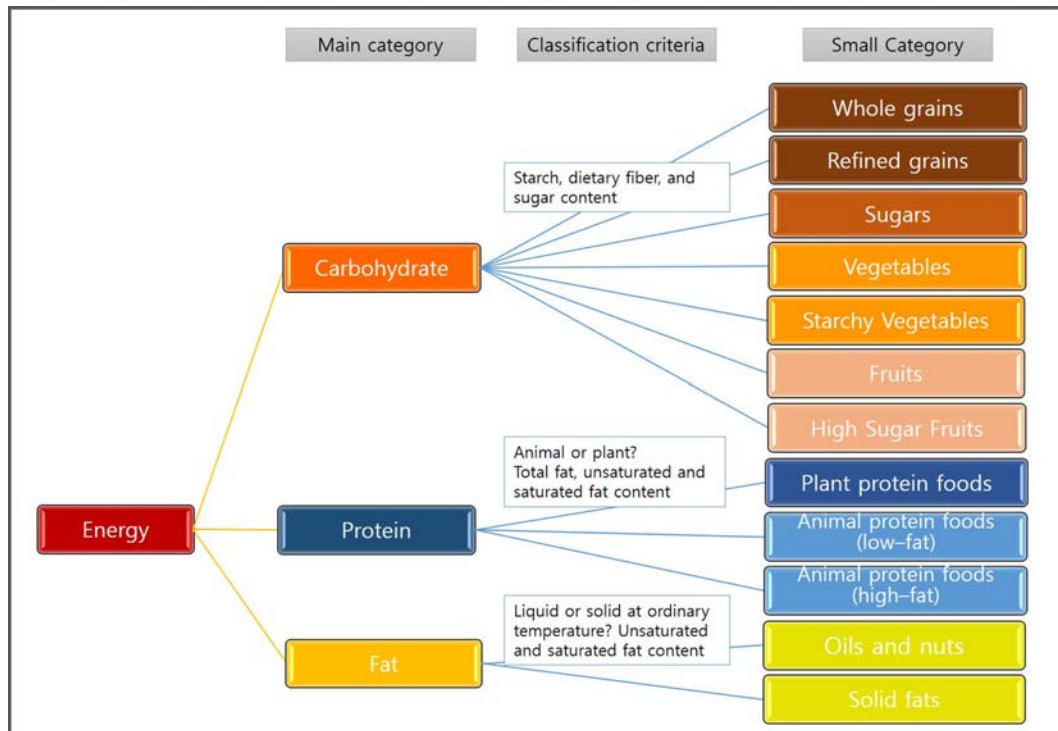 Main category
Classification criteria
Small Category
Whole grains
Refined grains
Starch, dietary fiber, and
sugar content
Sugars
Carbohydrate
Vegetables
Starchy Vegetables
Fruits
High Sugar Fruits
Animal or plant?
Total fat, unsaturated and
saturated fat content
Plant protein foods
Energy
Protein
Animal protein foods
(low–fat)
Animal protein foods
(high–fat)
Liquid or solid at ordinary
temperature? Unsaturated
and saturated fat content
Oils and nuts
Fat
Solid fats